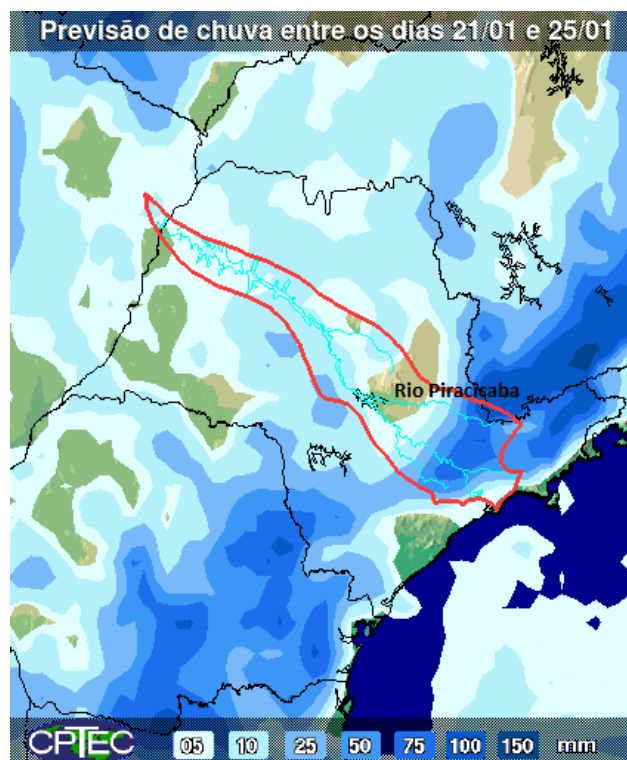 Previsão de chuva entre os dias 21/01 e 25/01
Rio Piracicaba
CPTEC 05 10 25 50 75 100 150 mm